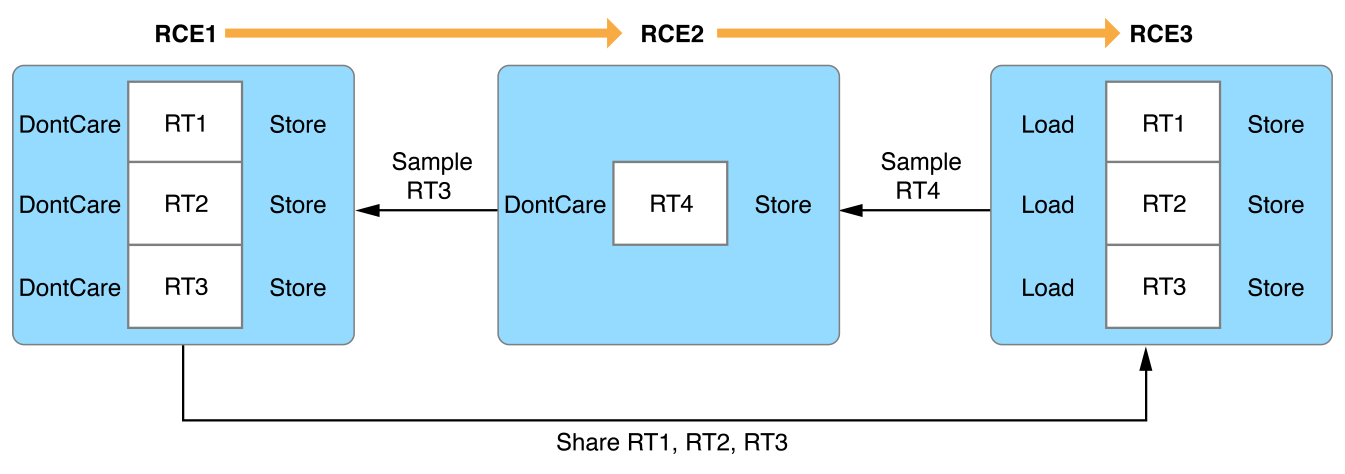 RCE1 RCE2 RCE3
DontCare RT1 Store
DontCare RT2 Store
DontCare RT3 Store
Sample
RT3
DontCare RT4 Store
Sample
RT4
Load RT1 Store
Load RT2 Store
Load RT3 Store
Share RT1, RT2, RT3